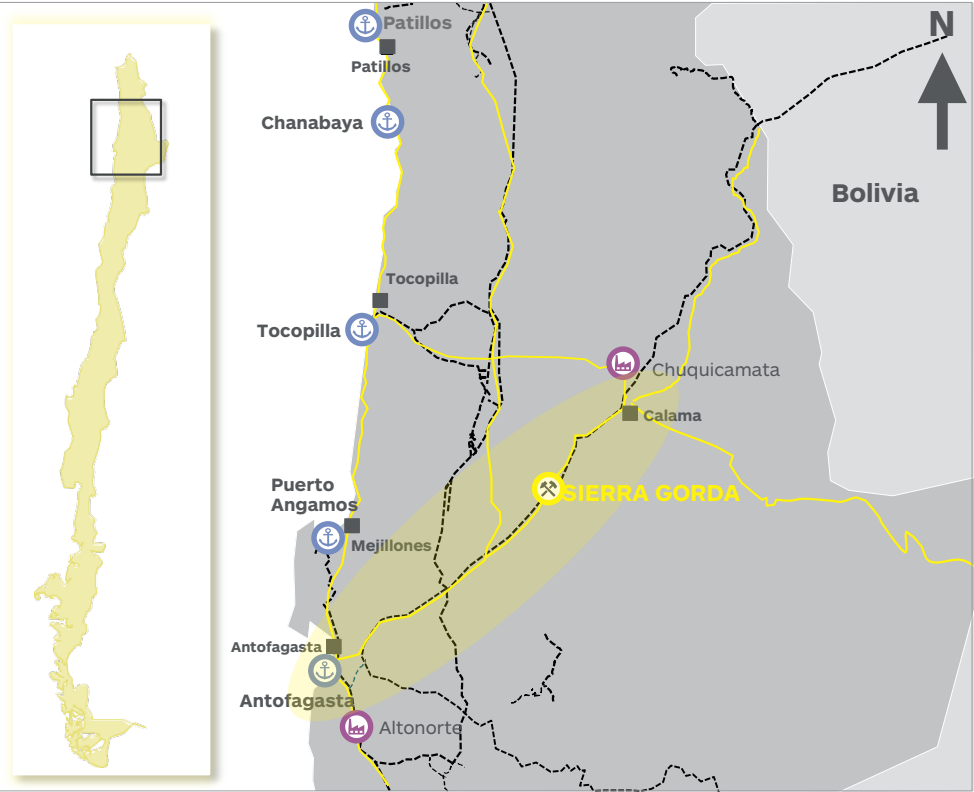 N
Patillos
Patillos
Chanabaya
Bolivia
Tocopilla
Tocopilla
Chuquicamata
Calama
Puerto
Angamos
SIERRA GORDA
Mejillones
Antofagasta
Antofagasta
Altonorte